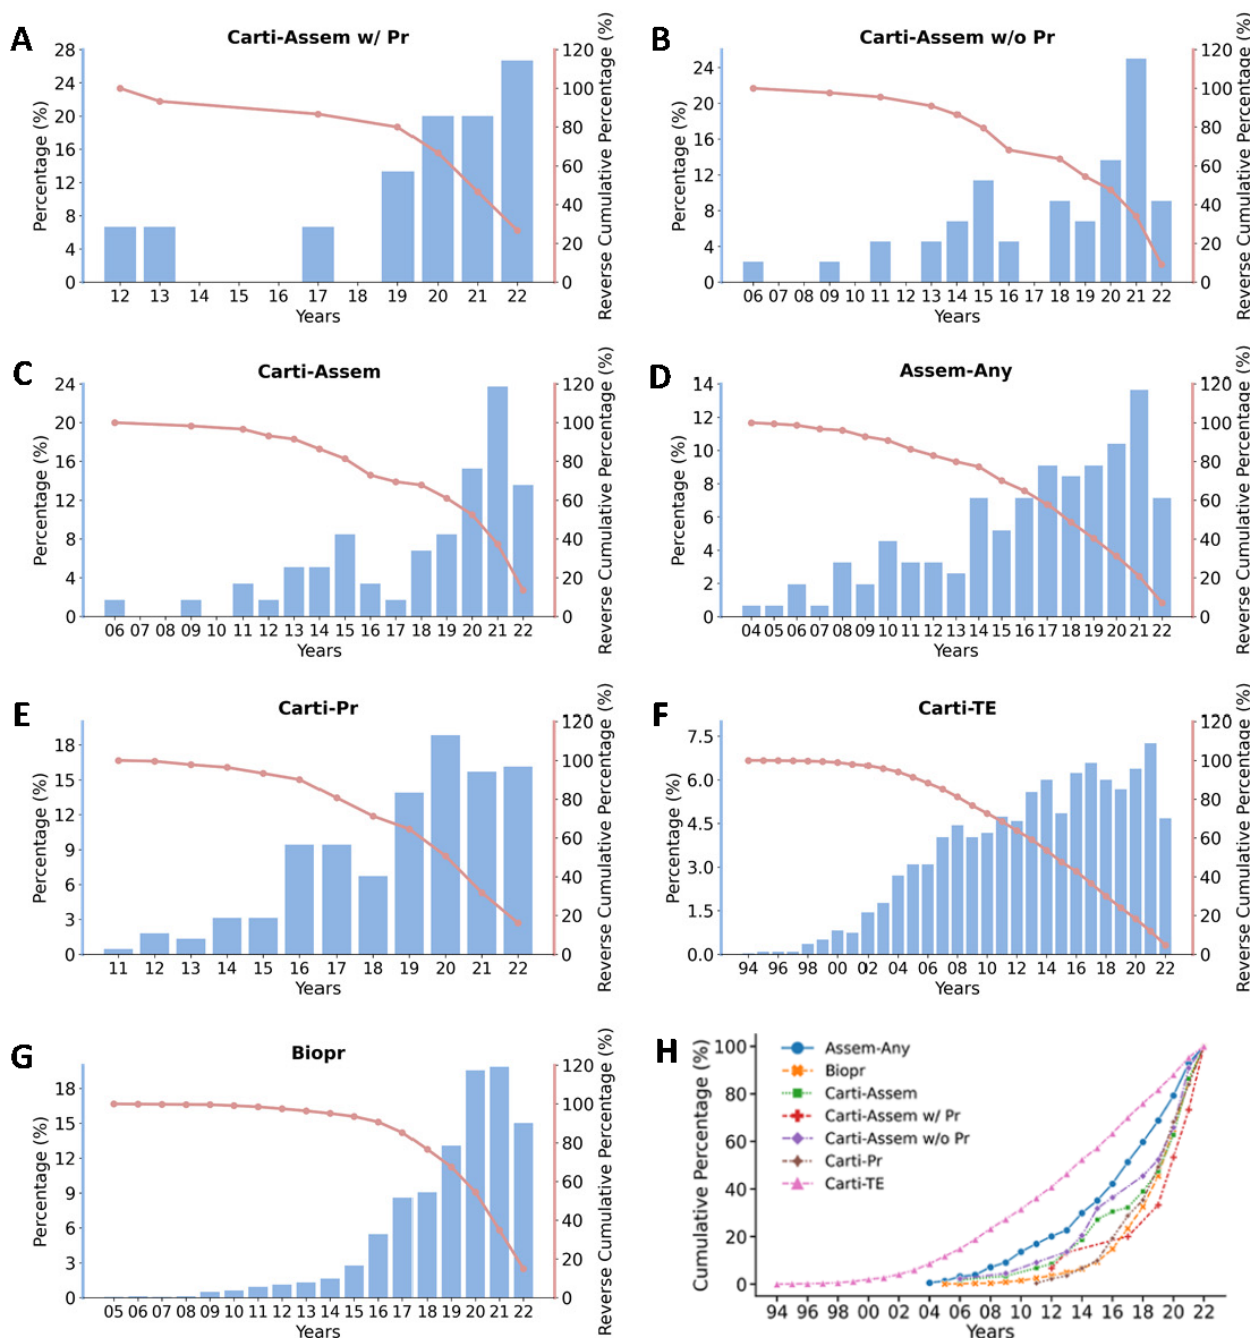 A
Carti-Assem w/ Pr
Percentage (%)
28
24
20
16
12
8
4
0
120
100
80
60
40
20
0
Reverse Cumulative Percentage (%)
12 13 14 15 16 17 18 19 20 21 22
Years
B
Carti-Assem w/o Pr
Percentage (%)
24
20
16
12
8
4
0
120
100
80
60
40
20
0
Reverse Cumulative Percentage (%)
06 07 08 09 10 11 12 13 14 15 16 17 18 19 20 21 22
Years
C
Carti-Assem
Percentage (%)
24
20
16
12
8
4
0
120
100
80
60
40
20
0
Reverse Cumulative Percentage (%)
06 07 08 09 10 11 12 13 14 15 16 17 18 19 20 21 22
Years
D
Assem-Any
Percentage (%)
14
12
10
8
6
4
2
0
120
100
80
60
40
20
0
Reverse Cumulative Percentage (%)
04 05 06 07 08 09 10 11 12 13 14 15 16 17 18 19 20 21 22
Years
E
Carti-Pr
Percentage (%)
18
15
12
9
6
3
0
120
100
80
60
40
20
0
Reverse Cumulative Percentage (%)
11 12 13 14 15 16 17 18 19 20 21 22
Years
F
Carti-TE
Percentage (%)
7.5
6.0
4.5
3.0
1.5
0.0
120
100
80
60
40
20
0
Reverse Cumulative Percentage (%)
94 96 98 00 02 04 06 08 10 12 14 16 18 20 22
Years
G
Biopr
Percentage (%)
18
15
12
9
6
3
0
120
100
80
60
40
20
0
Reverse Cumulative Percentage (%)
05 06 07 08 09 10 11 12 13 14 15 16 17 18 19 20 21 22
Years
H
Cumulative Percentage (%)
100
80
60
40
20
0
Assem-Any
Biopr
Carti-Assem
Carti-Assem w/ Pr
Carti-Assem w/o Pr
Carti-Pr
Carti-TE
94 96 98 00 02 04 06 08 10 12 14 16 18 20 22
Years